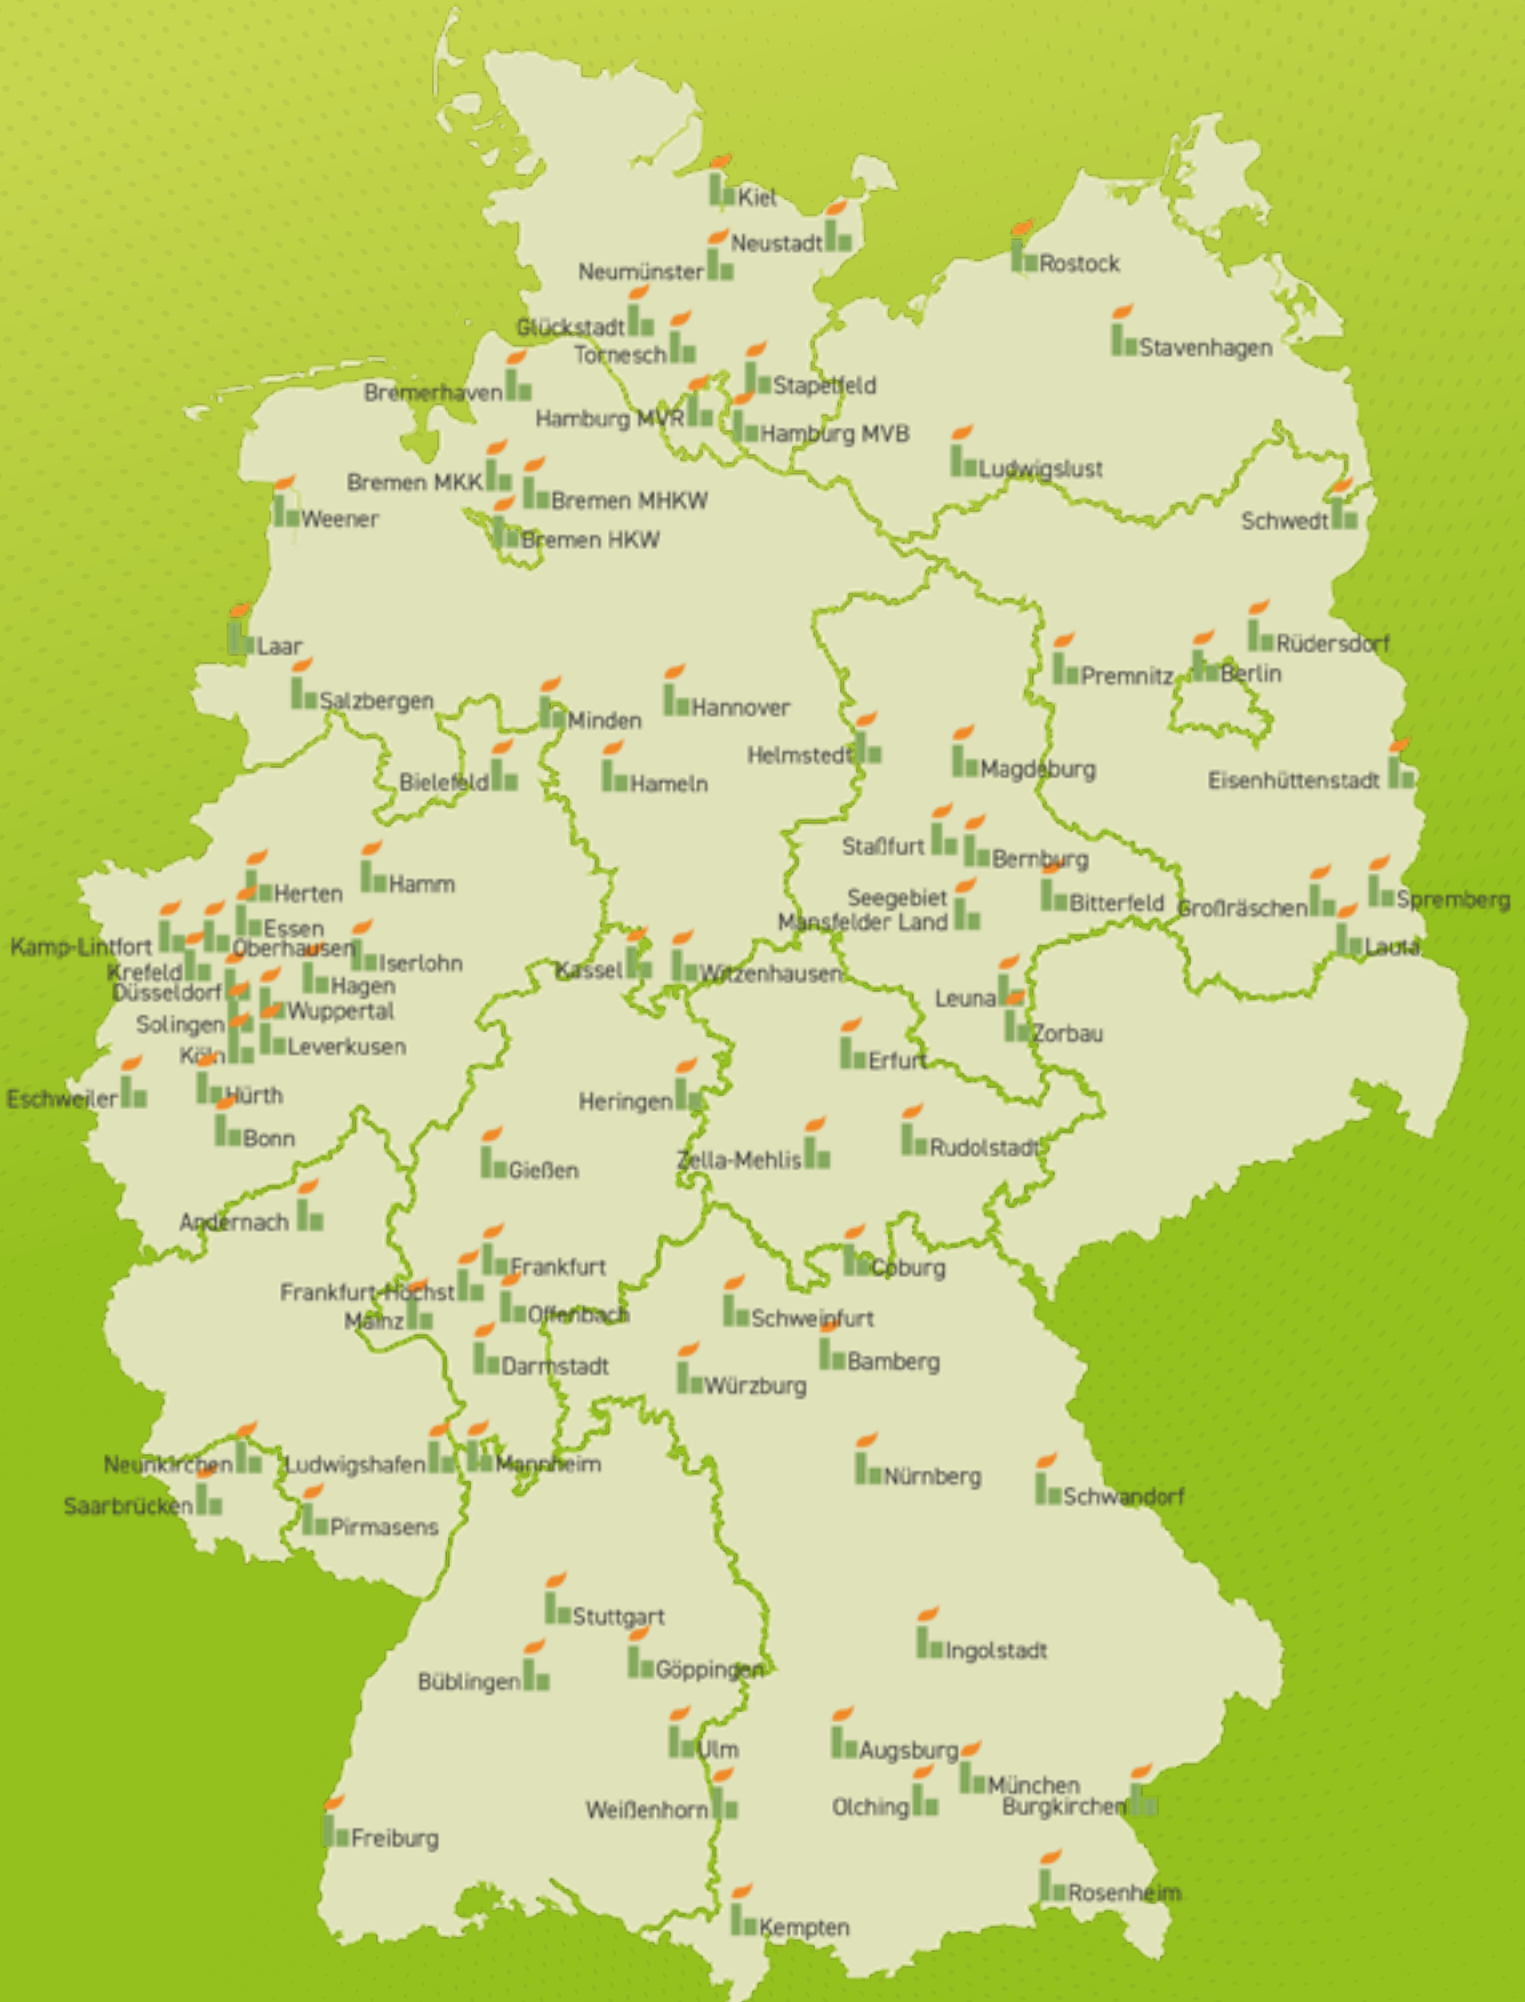 Kiel
Neustadt
Neumünster
Rostock
Glückstadt
Tornesch
Stavenhagen
Bremerhaven
Stapelfeld
Hamburg MVR
Hamburg MVB
Ludwigslust
Bremen MKK
Bremen MHKW
Weener
Schwedt
Bremen HKW
Laar
Rüdersdorf
Premnitz
Berlin
Salzbergen
Hannover
Minden
Helmstedt
Magdeburg
Bielefeld
Hameln
Eisenhüttenstadt
Staßfurt
Bernburg
Hamm
Herten
Seegebiet
Mansfelder Land
Bitterfeld
Großräschen
Spremberg
Essen
Kamp-Lintfort
Oberhausen
Lauta
Iserlohn
Krefeld
Kassel
Witzenhausen
Hagen
Düsseldorf
Leuna
Wuppertal
Solingen
Zorbau
Leverkusen
Köln
Erfurt
Hürth
Eschweiler
Heringen
Bonn
Rudolstadt
Zella-Mehlis
Gießen
Andernach
Frankfurt
Coburg
Frankfurt-Höchst
Offenbach
Mainz
Schweinfurt
Darmstadt
Bamberg
Würzburg
Neunkirchen
Ludwigshafen
Mannheim
Nürnberg
Schwandorf
Saarbrücken
Pirmasens
Stuttgart
Ingolstadt
Göppingen
Büblingen
Ulm
Augsburg
München
Weißenhorn
Olching
Burgkirchen
Freiburg
Rosenheim
Kempten